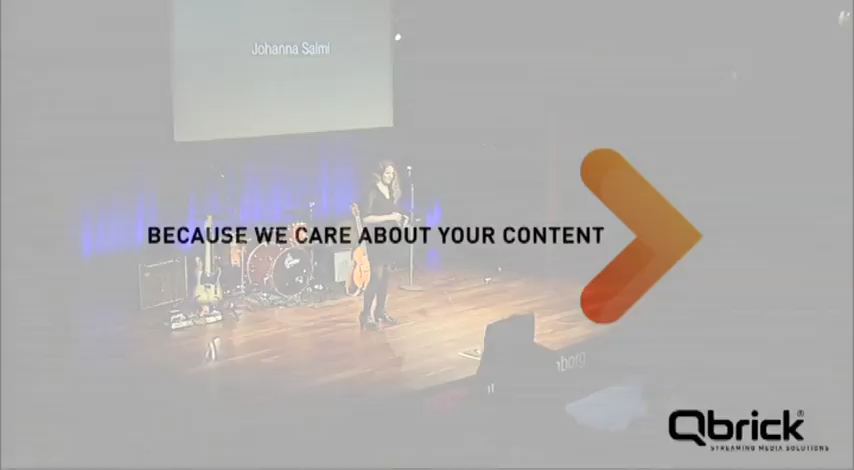 Johanna Salmi
BECAUSE WE CARE ABOUT YOUR CONTENT
Qbrick®
STREAMING MEDIA SOLUTIONS